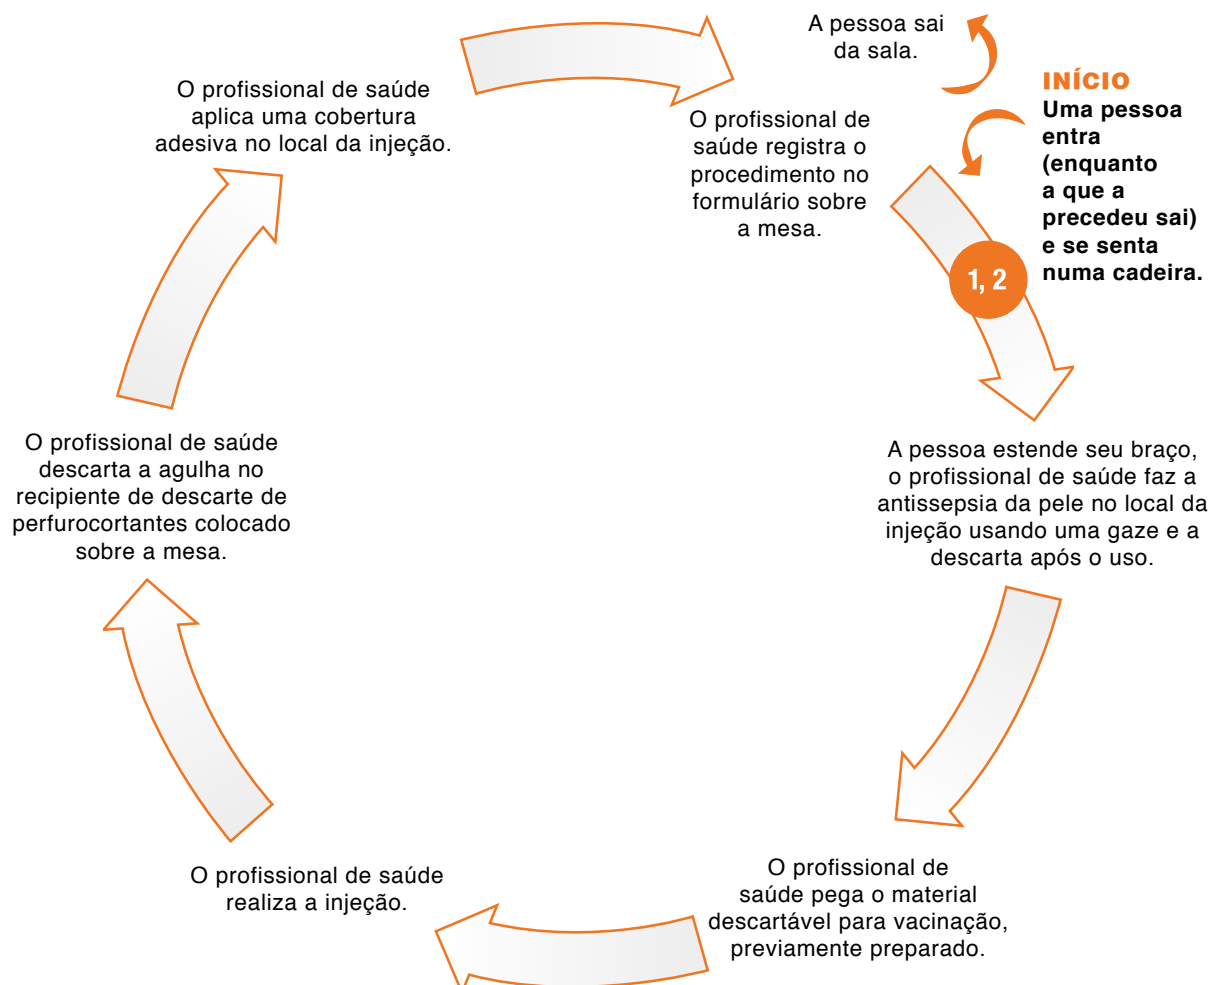 A pessoa sai
da sala.
INÍCIO
Uma pessoa
entra
(enquanto
a que a
precedeu sai)
e se senta
numa cadeira.
1, 2
A pessoa estende seu braço,
o profissional de saúde faz a
antissepsia da pele no local da
injeção usando uma gaze e a
descarta após o uso.
O profissional de
saúde pega o material
descartável para vacinação,
previamente preparado.
O profissional de saúde
realiza a injeção.
O profissional de saúde
descarta a agulha no
recipiente de descarte de
perfurocortantes colocado
sobre a mesa.
O profissional de saúde
aplica uma cobertura
adesiva no local da injeção.
O profissional de
saúde registra o
procedimento no
formulário sobre
a mesa.